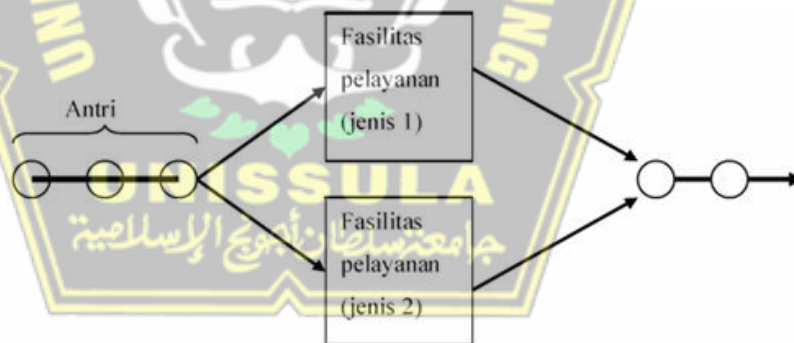 Antri
Fasilitas
pelayanan
(jenis 1)
Fasilitas
pelayanan
(jenis 2)
UNISSULA
جامعة سلطان أجونج الإسلامية